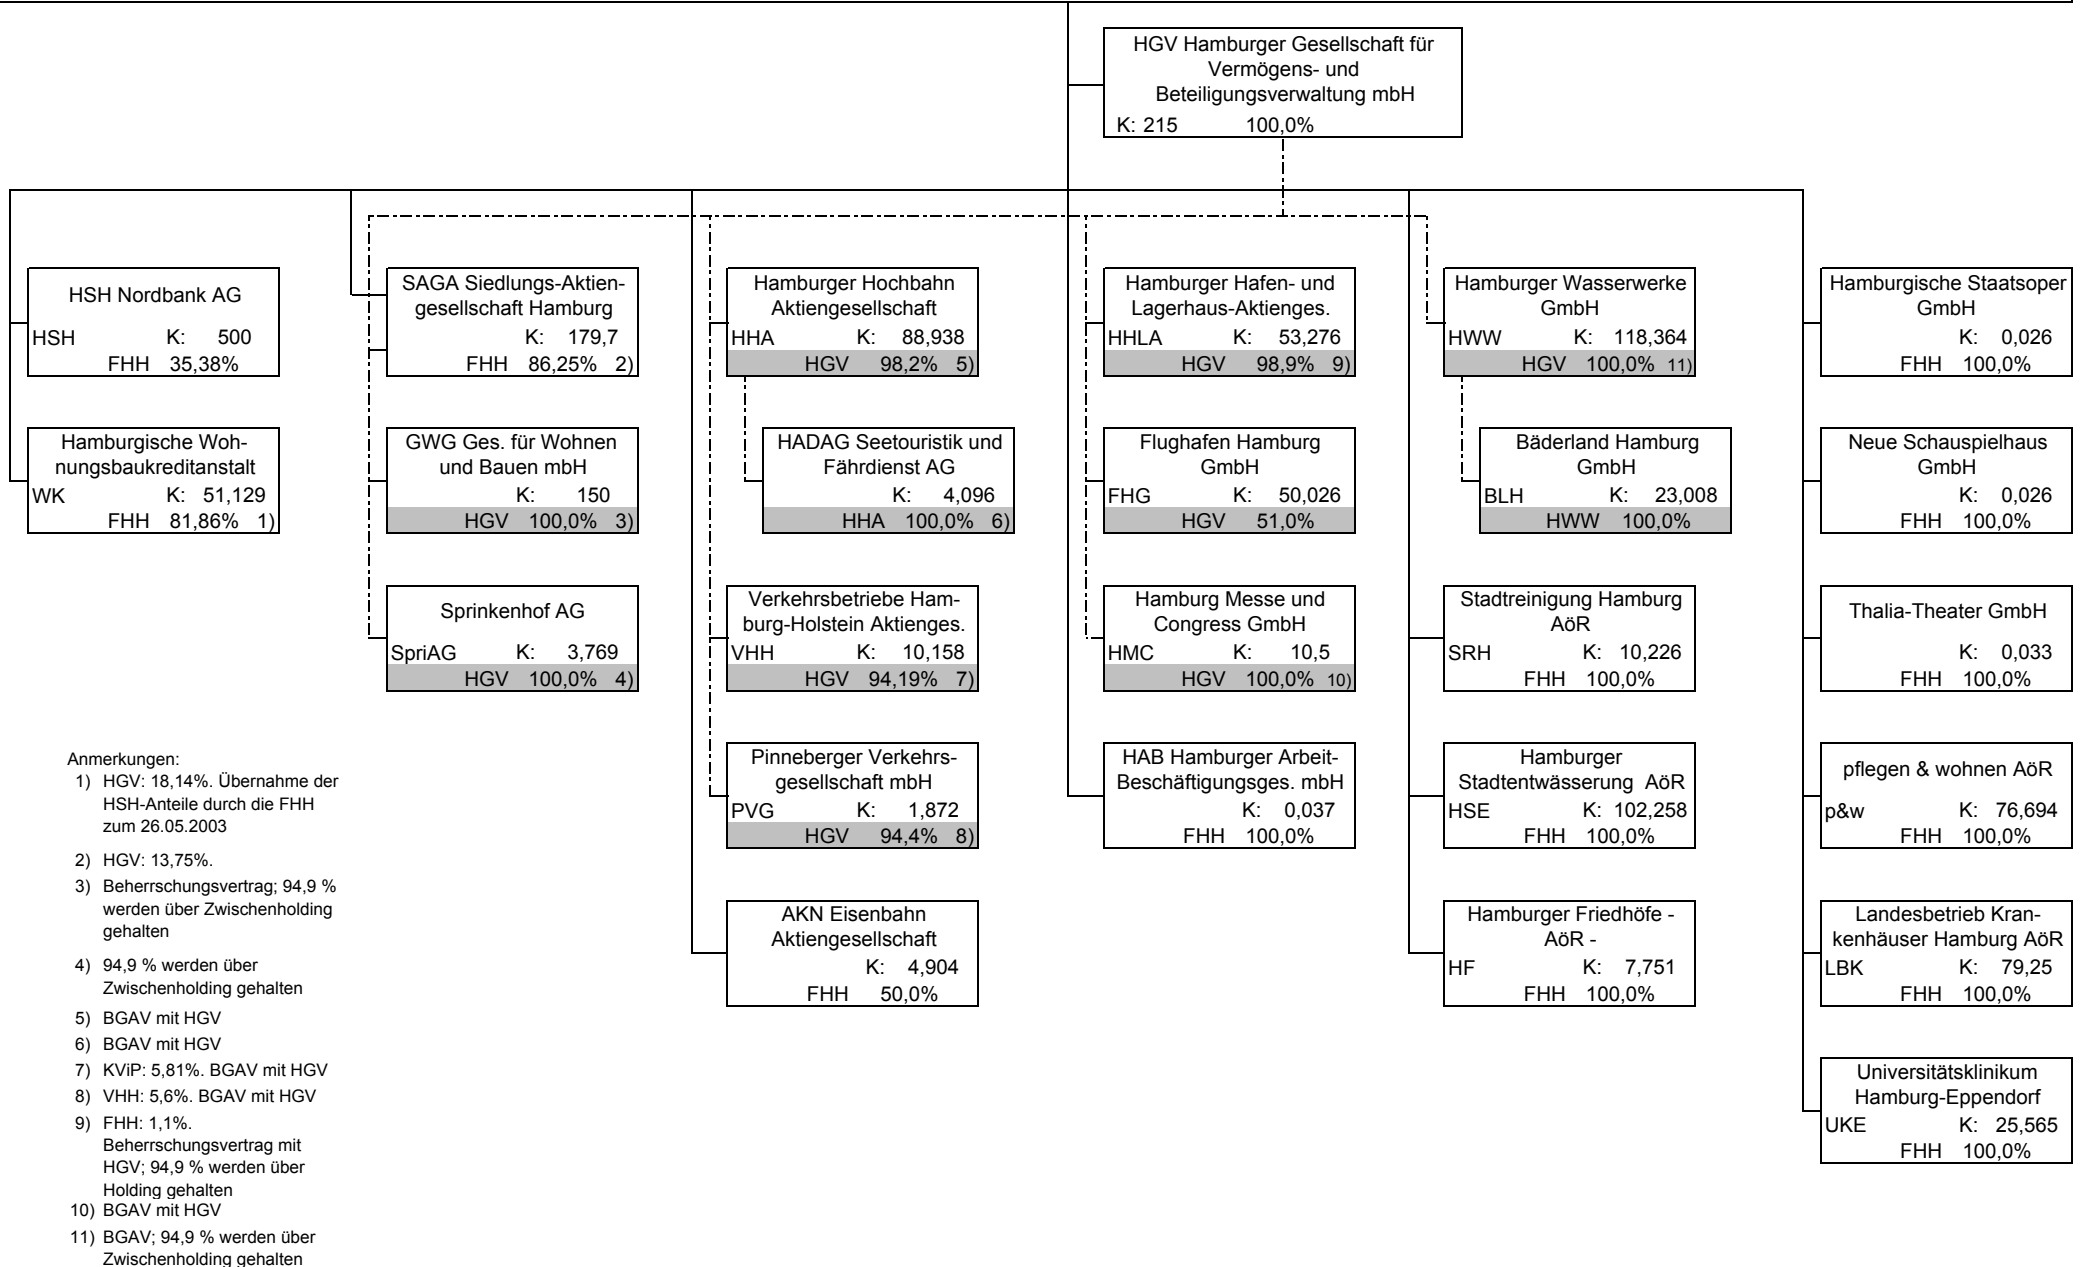 HGV Hamburger Gesellschaft für
Vermögens- und
Beteiligungsverwaltung mbH
K: 215 100,0%
HSH Nordbank AG
HSH K: 500
FHH 35,38%
Hamburgische Woh-
nungsbaukreditanstalt
WK K: 51,129
FHH 81,86% 1)
SAGA Siedlungs-Aktien-
gesellschaft Hamburg
K: 179,7
FHH 86,25% 2)
GWG Ges. für Wohnen
und Bauen mbH
K: 150
HGV 100,0% 3)
Sprinkenhof AG
SpriAG K: 3,769
HGV 100,0% 4)
Hamburger Hochbahn
Aktiengesellschaft
HHA K: 88,938
HGV 98,2% 5)
HADAG Seetouristik und
Fährdienst AG
K: 4,096
HHA 100,0% 6)
Verkehrsbetriebe Ham-
burg-Holstein Aktienges.
VHH K: 10,158
HGV 94,19% 7)
Pinneberger Verkehrs-
gesellschaft mbH
PVG K: 1,872
HGV 94,4% 8)
AKN Eisenbahn
Aktiengesellschaft
K: 4,904
FHH 50,0%
Hamburger Hafen- und
Lagerhaus-Aktienges.
HHLA K: 53,276
HGV 98,9% 9)
Flughafen Hamburg
GmbH
FHG K: 50,026
HGV 51,0%
Hamburg Messe und
Congress GmbH
HMC K: 10,5
HGV 100,0% 10)
HAB Hamburger Arbeit-
Beschäftigungsges. mbH
K: 0,037
FHH 100,0%
Hamburger Wasserwerke
GmbH
HWW K: 118,364
HGV 100,0% 11)
Bäderland Hamburg
GmbH
BLH K: 23,008
HWW 100,0%
Stadtreinigung Hamburg
AöR
SRH K: 10,226
FHH 100,0%
Hamburger
Stadtentwässerung AöR
HSE K: 102,258
FHH 100,0%
Hamburger Friedhöfe -
AöR -
HF K: 7,751
FHH 100,0%
Hamburgische Staatsoper
GmbH
K: 0,026
FHH 100,0%
Neue Schauspielhaus
GmbH
K: 0,026
FHH 100,0%
Thalia-Theater GmbH
K: 0,033
FHH 100,0%
pflegen & wohnen AöR
p&w K: 76,694
FHH 100,0%
Landesbetrieb Kran-
kenhäuser Hamburg AöR
LBK K: 79,25
FHH 100,0%
Universitätsklinikum
Hamburg-Eppendorf
UKE K: 25,565
FHH 100,0%
Anmerkungen:
1) HGV: 18,14%. Übernahme der
HSH-Anteile durch die FHH
zum 26.05.2003
2) HGV: 13,75%.
3) Beherrschungsvertrag; 94,9 %
werden über Zwischenholding
gehalten
4) 94,9 % werden über
Zwischenholding gehalten
5) BGAV mit HGV
6) BGAV mit HGV
7) KViP: 5,81%. BGAV mit HGV
8) VHH: 5,6%. BGAV mit HGV
9) FHH: 1,1%.
Beherrschungsvertrag mit
HGV; 94,9 % werden über
Holding gehalten
10) BGAV mit HGV
11) BGAV; 94,9 % werden über
Zwischenholding gehalten